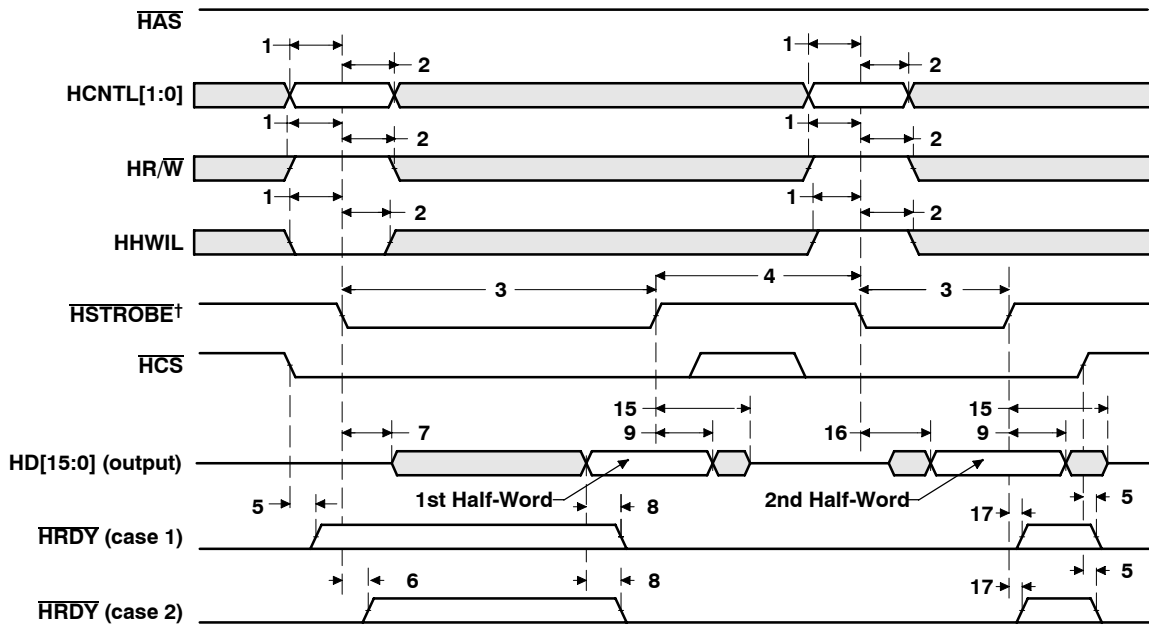 HAS
1
1
2
2
HCNTL[1:0]
1
1
2
2
HR/W
1
1
2
2
HHWIL
4
3
3
HSTROBE†
HCS
15
15
7
9
16
9
HD[15:0] (output)
1st Half-Word
2nd Half-Word
5
8
17
5
HRDY (case 1)
6
8
17
5
HRDY (case 2)